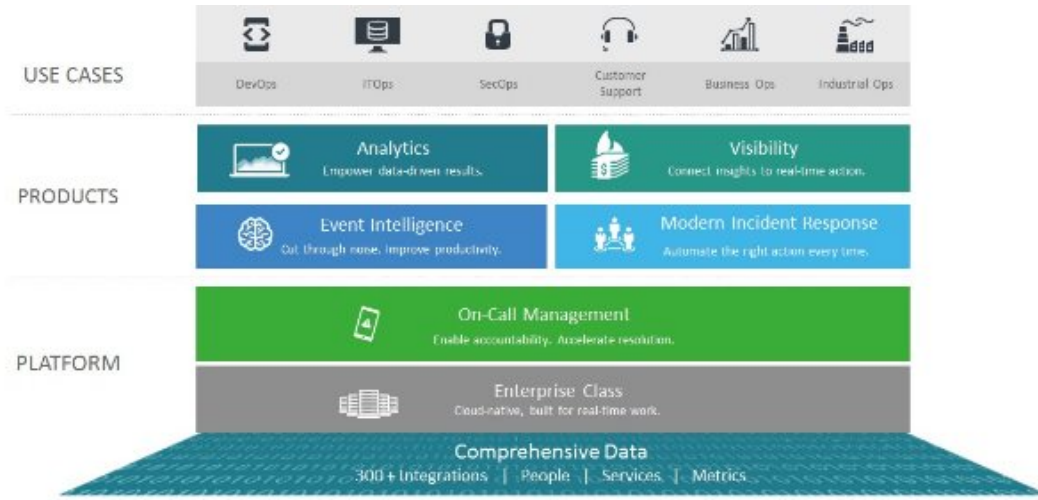 USE CASES
DevOps
ITOps
SecOps
Customer
Support
Business Ops
Industrial Ops
PRODUCTS
Analytics
Empower data-driven results.
Visibility
Connect insights to real-time action.
Event Intelligence
Cut through noise. Improve productivity.
Modern Incident Response
Automate the right action every time.
PLATFORM
On-Call Management
Enable accountability. Accelerate resolution.
Enterprise Class
Cloud-native, built for real-time work.
Comprehensive Data
300+ Integrations | People | Services | Metrics